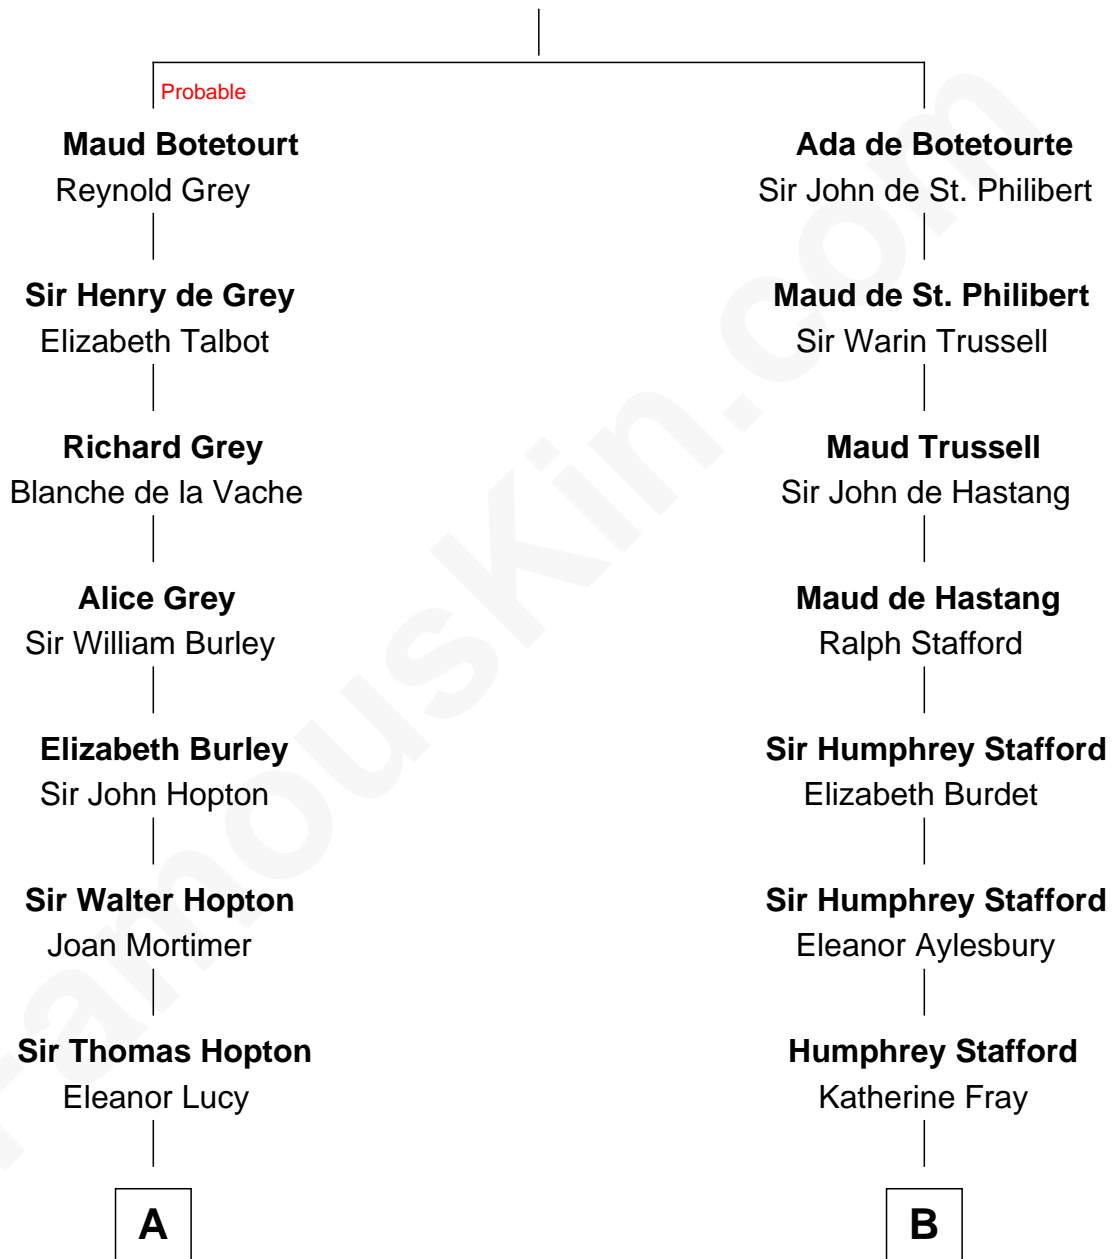 Probable
Maud Botetourt
Reynold Grey
Ada de Botetourte
Sir John de St. Philibert
Sir Henry de Grey
Elizabeth Talbot
Maud de St. Philibert
Sir Warin Trussell
Richard Grey
Blanche de la Vache
Maud Trussell
Sir John de Hastang
Alice Grey
Sir William Burley
Maud de Hastang
Ralph Stafford
Elizabeth Burley
Sir John Hopton
Sir Humphrey Stafford
Elizabeth Burdet
Sir Walter Hopton
Joan Mortimer
Sir Humphrey Stafford
Eleanor Aylesbury
Sir Thomas Hopton
Eleanor Lucy
Humphrey Stafford
Katherine Fray
A
B
FamousKin.com